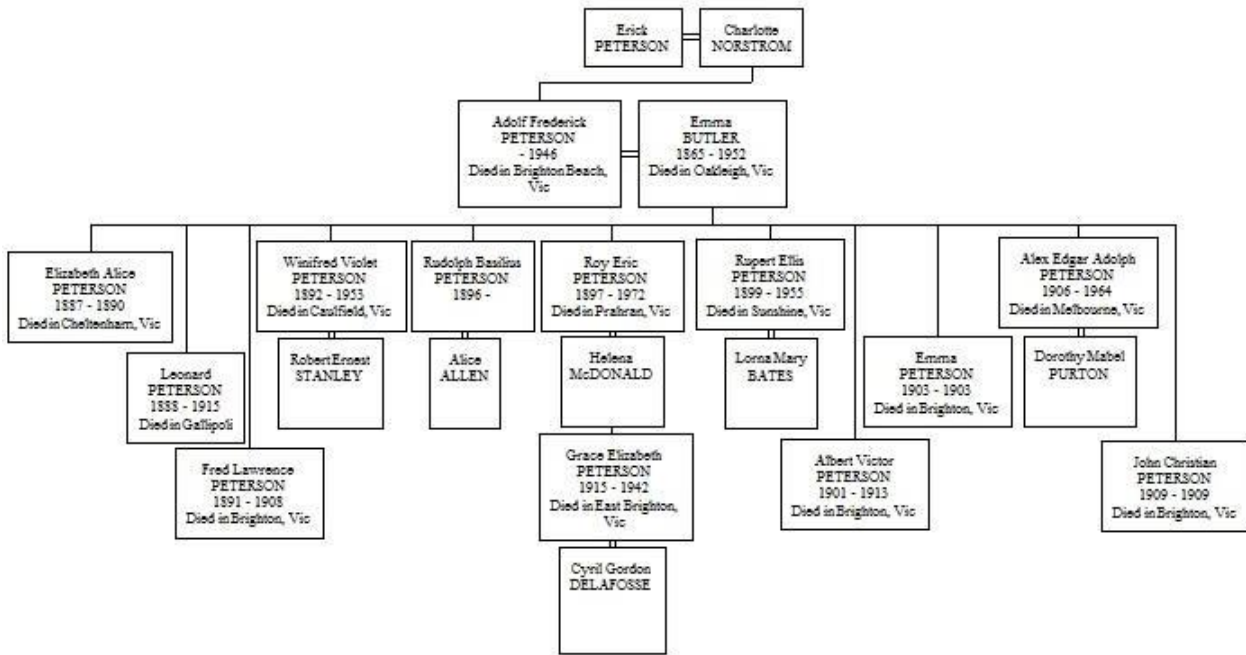 Erick
PETERSON
Charlotte
NORSTROM
Adolf Frederick
PETERSON
- 1946
Died in Brighton Beach,
Vic
Emma
BUTLER
1865 - 1952
Died in Oakleigh, Vic
Elizabeth Alice
PETERSON
1887 - 1890
Died in Cheltenham, Vic
Leonard
PETERSON
1888 - 1915
Died in Gallipoli
Fred Lawrence
PETERSON
1891 - 1908
Died in Brighton, Vic
Winifred Violet
PETERSON
1892 - 1953
Died in Caulfield, Vic
Robert Ernest
STANLEY
Rudolph Basilius
PETERSON
1896 -
Alice
ALLEN
Roy Eric
PETERSON
1897 - 1972
Died in Prahran, Vic
Helena
McDONALD
Grace Elizabeth
PETERSON
1915 - 1942
Died in East Brighton,
Vic
Cyril Gordon
DELAFOSSE
Rupert Ellis
PETERSON
1899 - 1955
Died in Sunshine, Vic
Lorna Mary
BATES
Albert Victor
PETERSON
1901 - 1913
Died in Brighton, Vic
Emma
PETERSON
1903 - 1903
Died in Brighton, Vic
Alex Edgar Adolph
PETERSON
1906 - 1964
Died in Melbourne, Vic
Dorothy Mabel
PURTON
John Christian
PETERSON
1909 - 1909
Died in Brighton, Vic